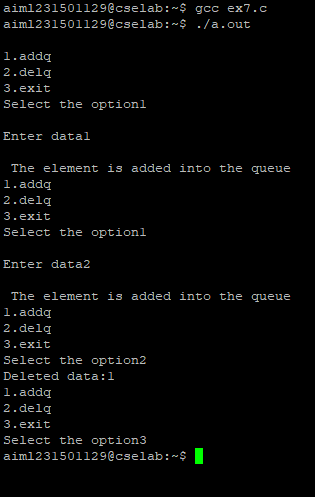 aiml231501129@cselab:~$ gcc ex7.c
aiml231501129@cselab:~$ ./a.out
1.addq
2.delq
3.exit
Select the option1
Enter data1
The element is added into the queue
1.addq
2.delq
3.exit
Select the option1
Enter data2
The element is added into the queue
1.addq
2.delq
3.exit
Select the option2
Deleted data:1
1.addq
2.delq
3.exit
Select the option3
aiml231501129@cselab:~$